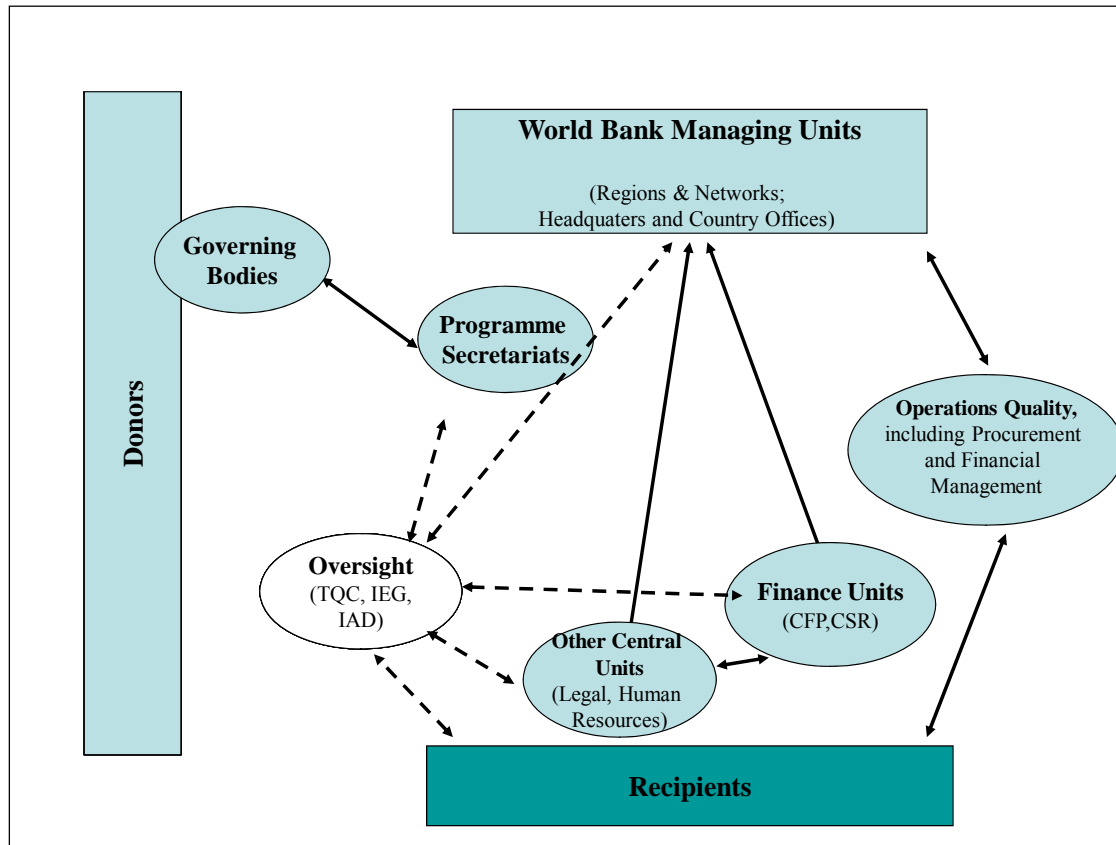 World Bank Managing Units
(Regions & Networks;
Headquaters and Country Offices)
Governing
Bodies
Programme
Secretariats
Donors
Operations Quality,
including Procurement
and Financial
Management
Oversight
(TQC, IEG,
IAD)
Finance Units
(CFP,CSR)
Other Central
Units
(Legal, Human
Resources)
Recipients